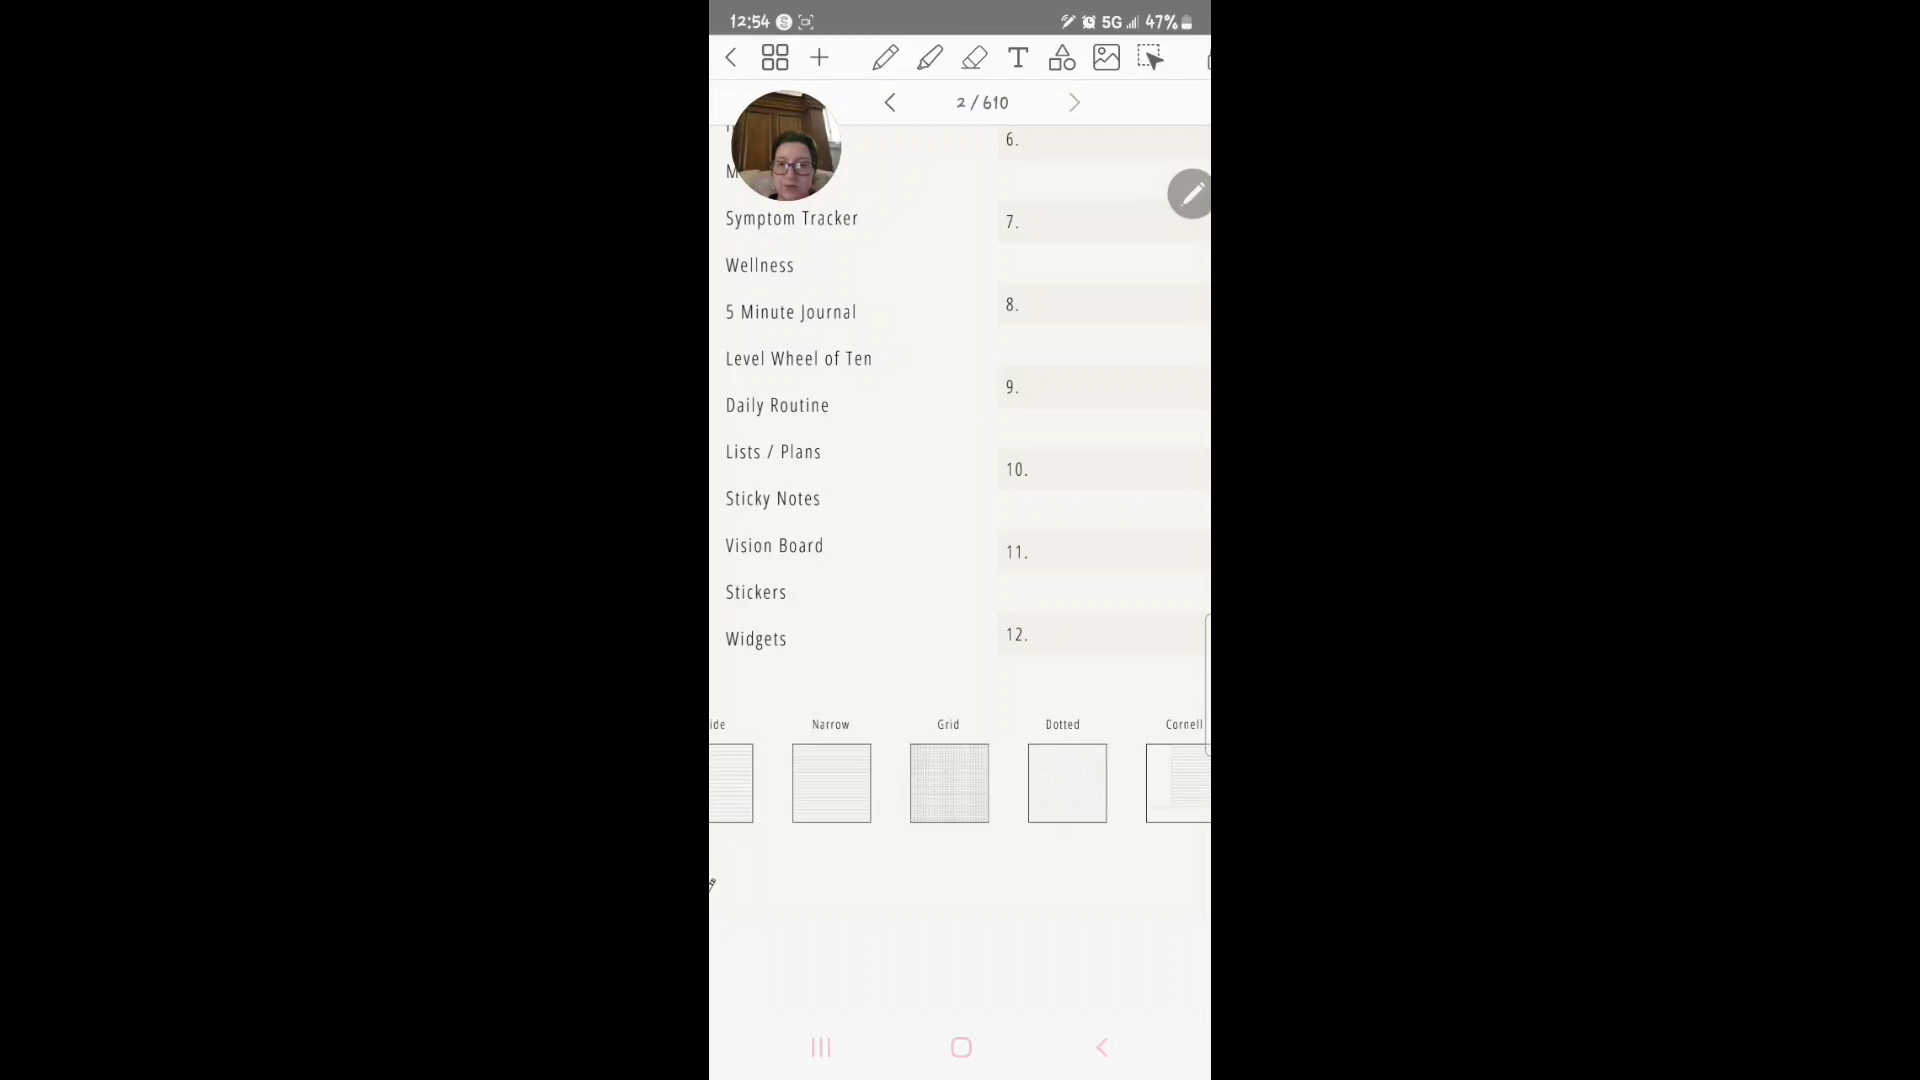 12:54 5G 47%
2 / 610
M
Symptom Tracker
Wellness
5 Minute Journal
Level Wheel of Ten
Daily Routine
Lists / Plans
Sticky Notes
Vision Board
Stickers
Widgets
6.
7.
8.
9.
10.
11.
12.
ide Narrow Grid Dotted Cornell